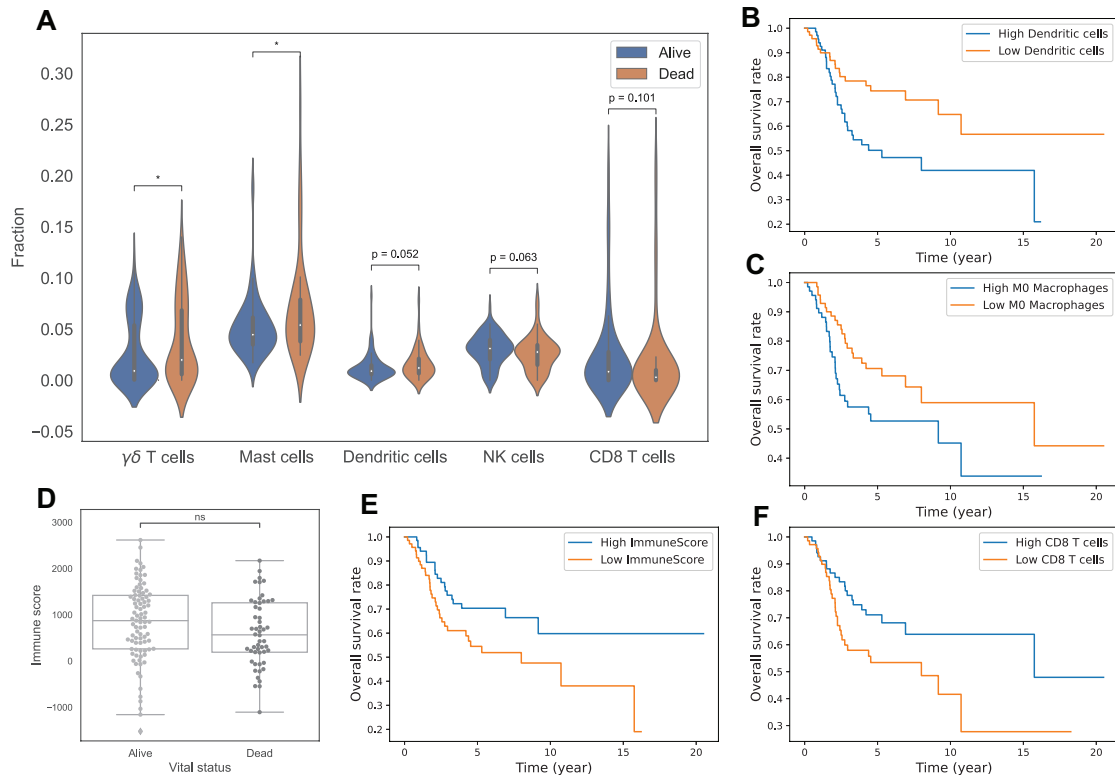 A
Fraction
0.30
0.25
0.20
0.15
0.10
0.05
0.00
−0.05
Alive
Dead
*
*
p = 0.052
p = 0.063
p = 0.101
γδ T cells
Mast cells
Dendritic cells
NK cells
CD8 T cells
B
Overall survival rate
1.0
0.9
0.8
0.7
0.6
0.5
0.4
0.3
0.2
High Dendritic cells
Low Dendritic cells
0 5 10 15 20
Time (year)
C
Overall survival rate
1.0
0.9
0.8
0.7
0.6
0.5
0.4
High M0 Macrophages
Low M0 Macrophages
0 5 10 15 20
Time (year)
D
Immune score
3000
2000
1000
0
−1000
ns
Alive Dead
Vital status
E
Overall survival rate
1.0
0.9
0.8
0.7
0.6
0.5
0.4
0.3
0.2
High ImmuneScore
Low ImmuneScore
0 5 10 15 20
Time (year)
F
Overall survival rate
1.0
0.9
0.8
0.7
0.6
0.5
0.4
0.3
High CD8 T cells
Low CD8 T cells
0 5 10 15 20
Time (year)